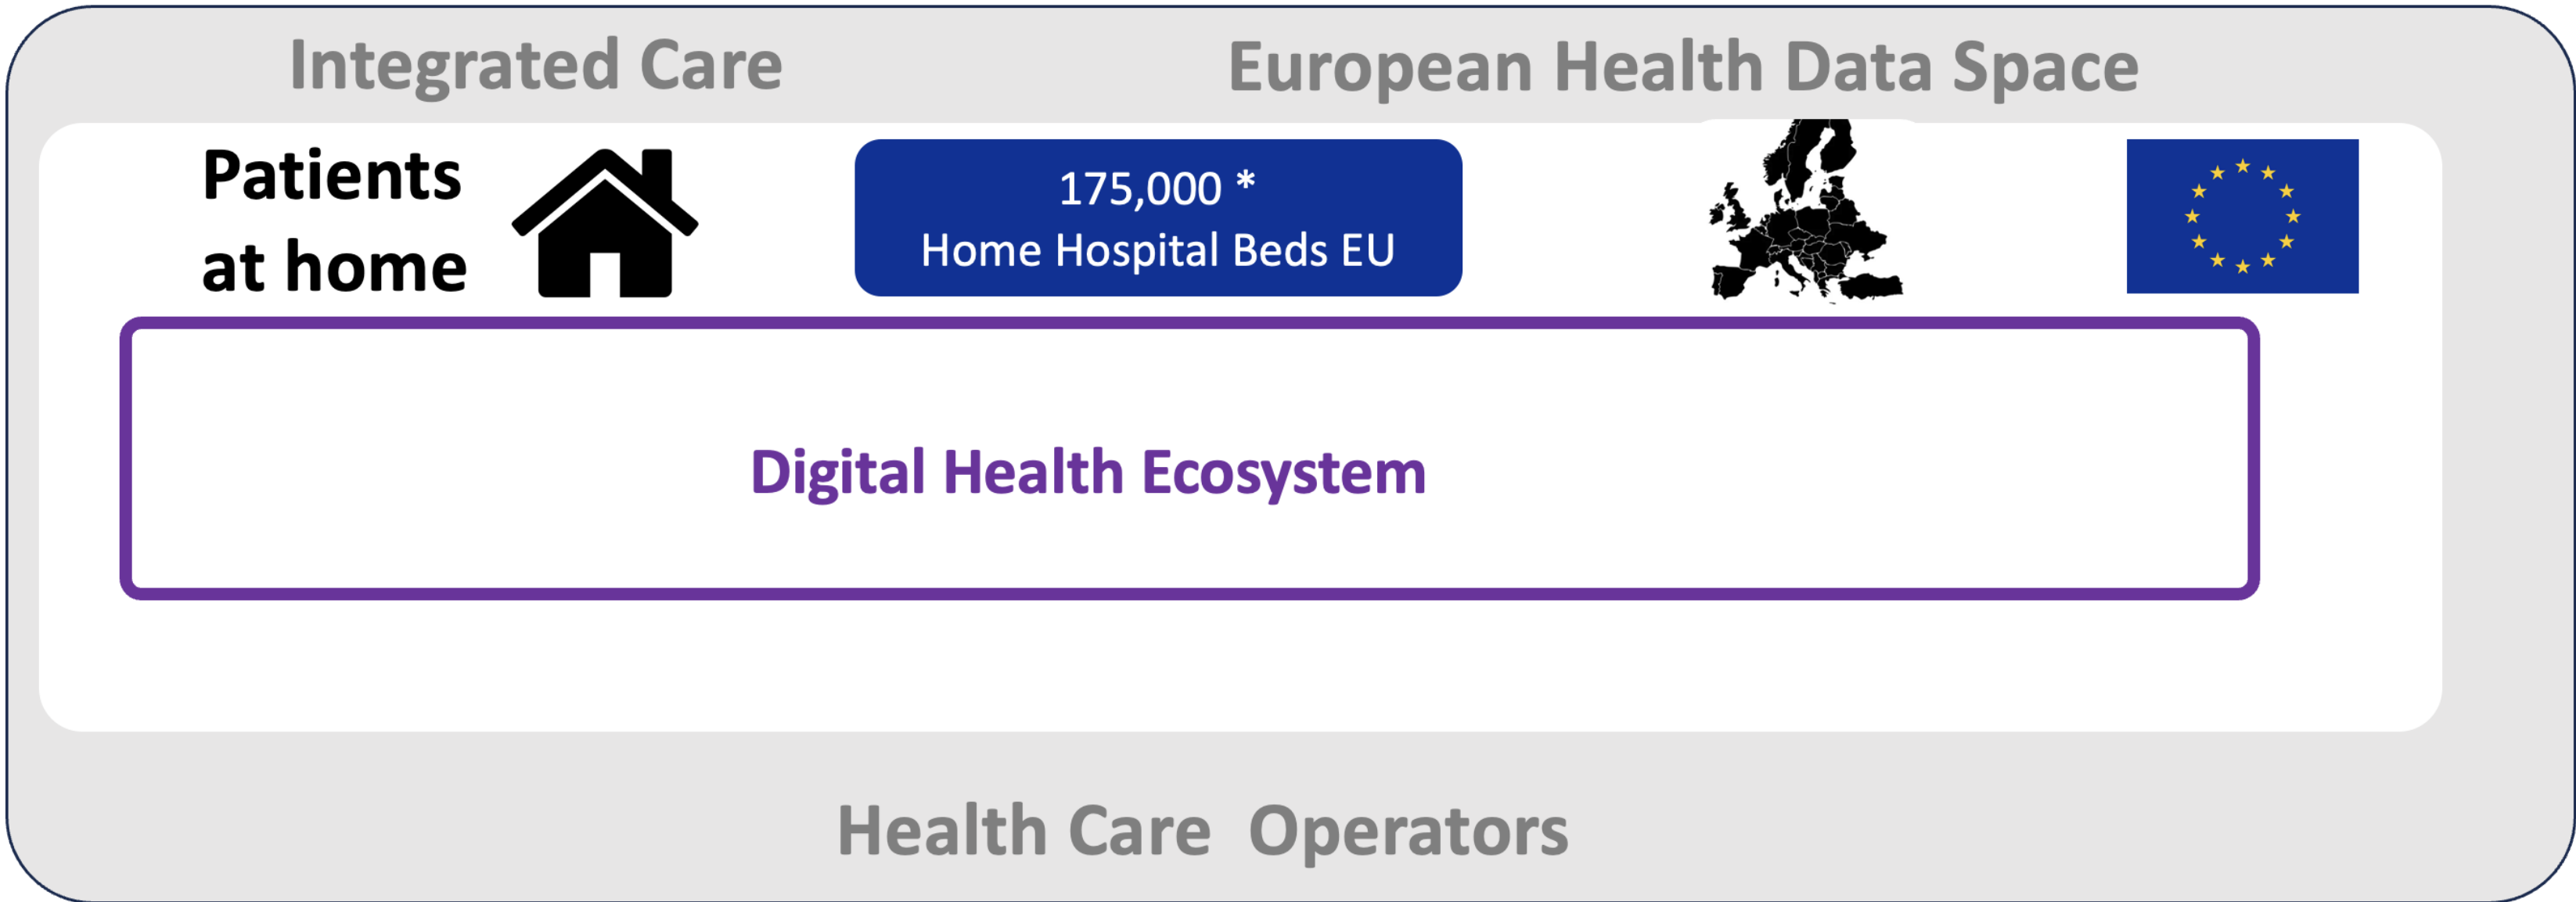 Integrated Care
European Health Data Space
Patients
at home
175,000 *
Home Hospital Beds EU
Digital Health Ecosystem
Health Care  Operators